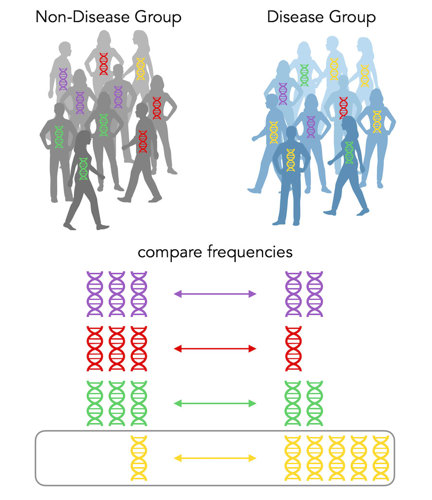 Non-Disease Group
Disease Group
compare frequencies